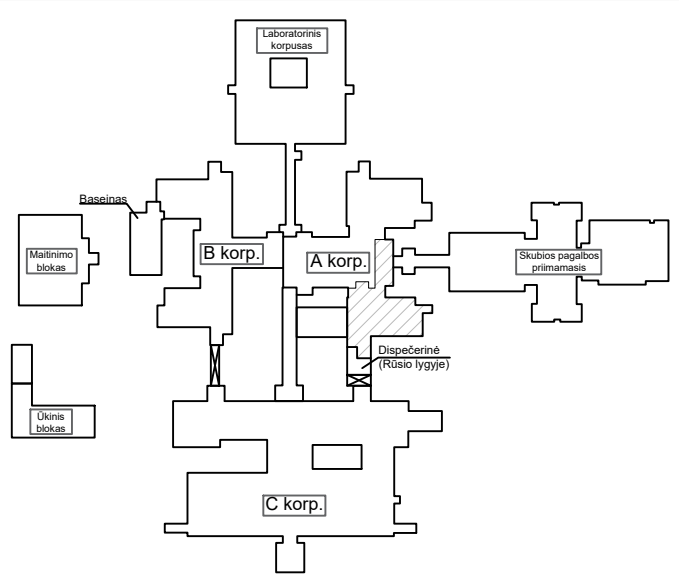 Laboratorinis
korpusas
Baseinas
Maitinimo
blokas
B korp.
A korp.
Skubios pagalbos
priimamasis
Dispečerinė
(Rūsio lygyje)
Ūkinis
blokas
C korp.